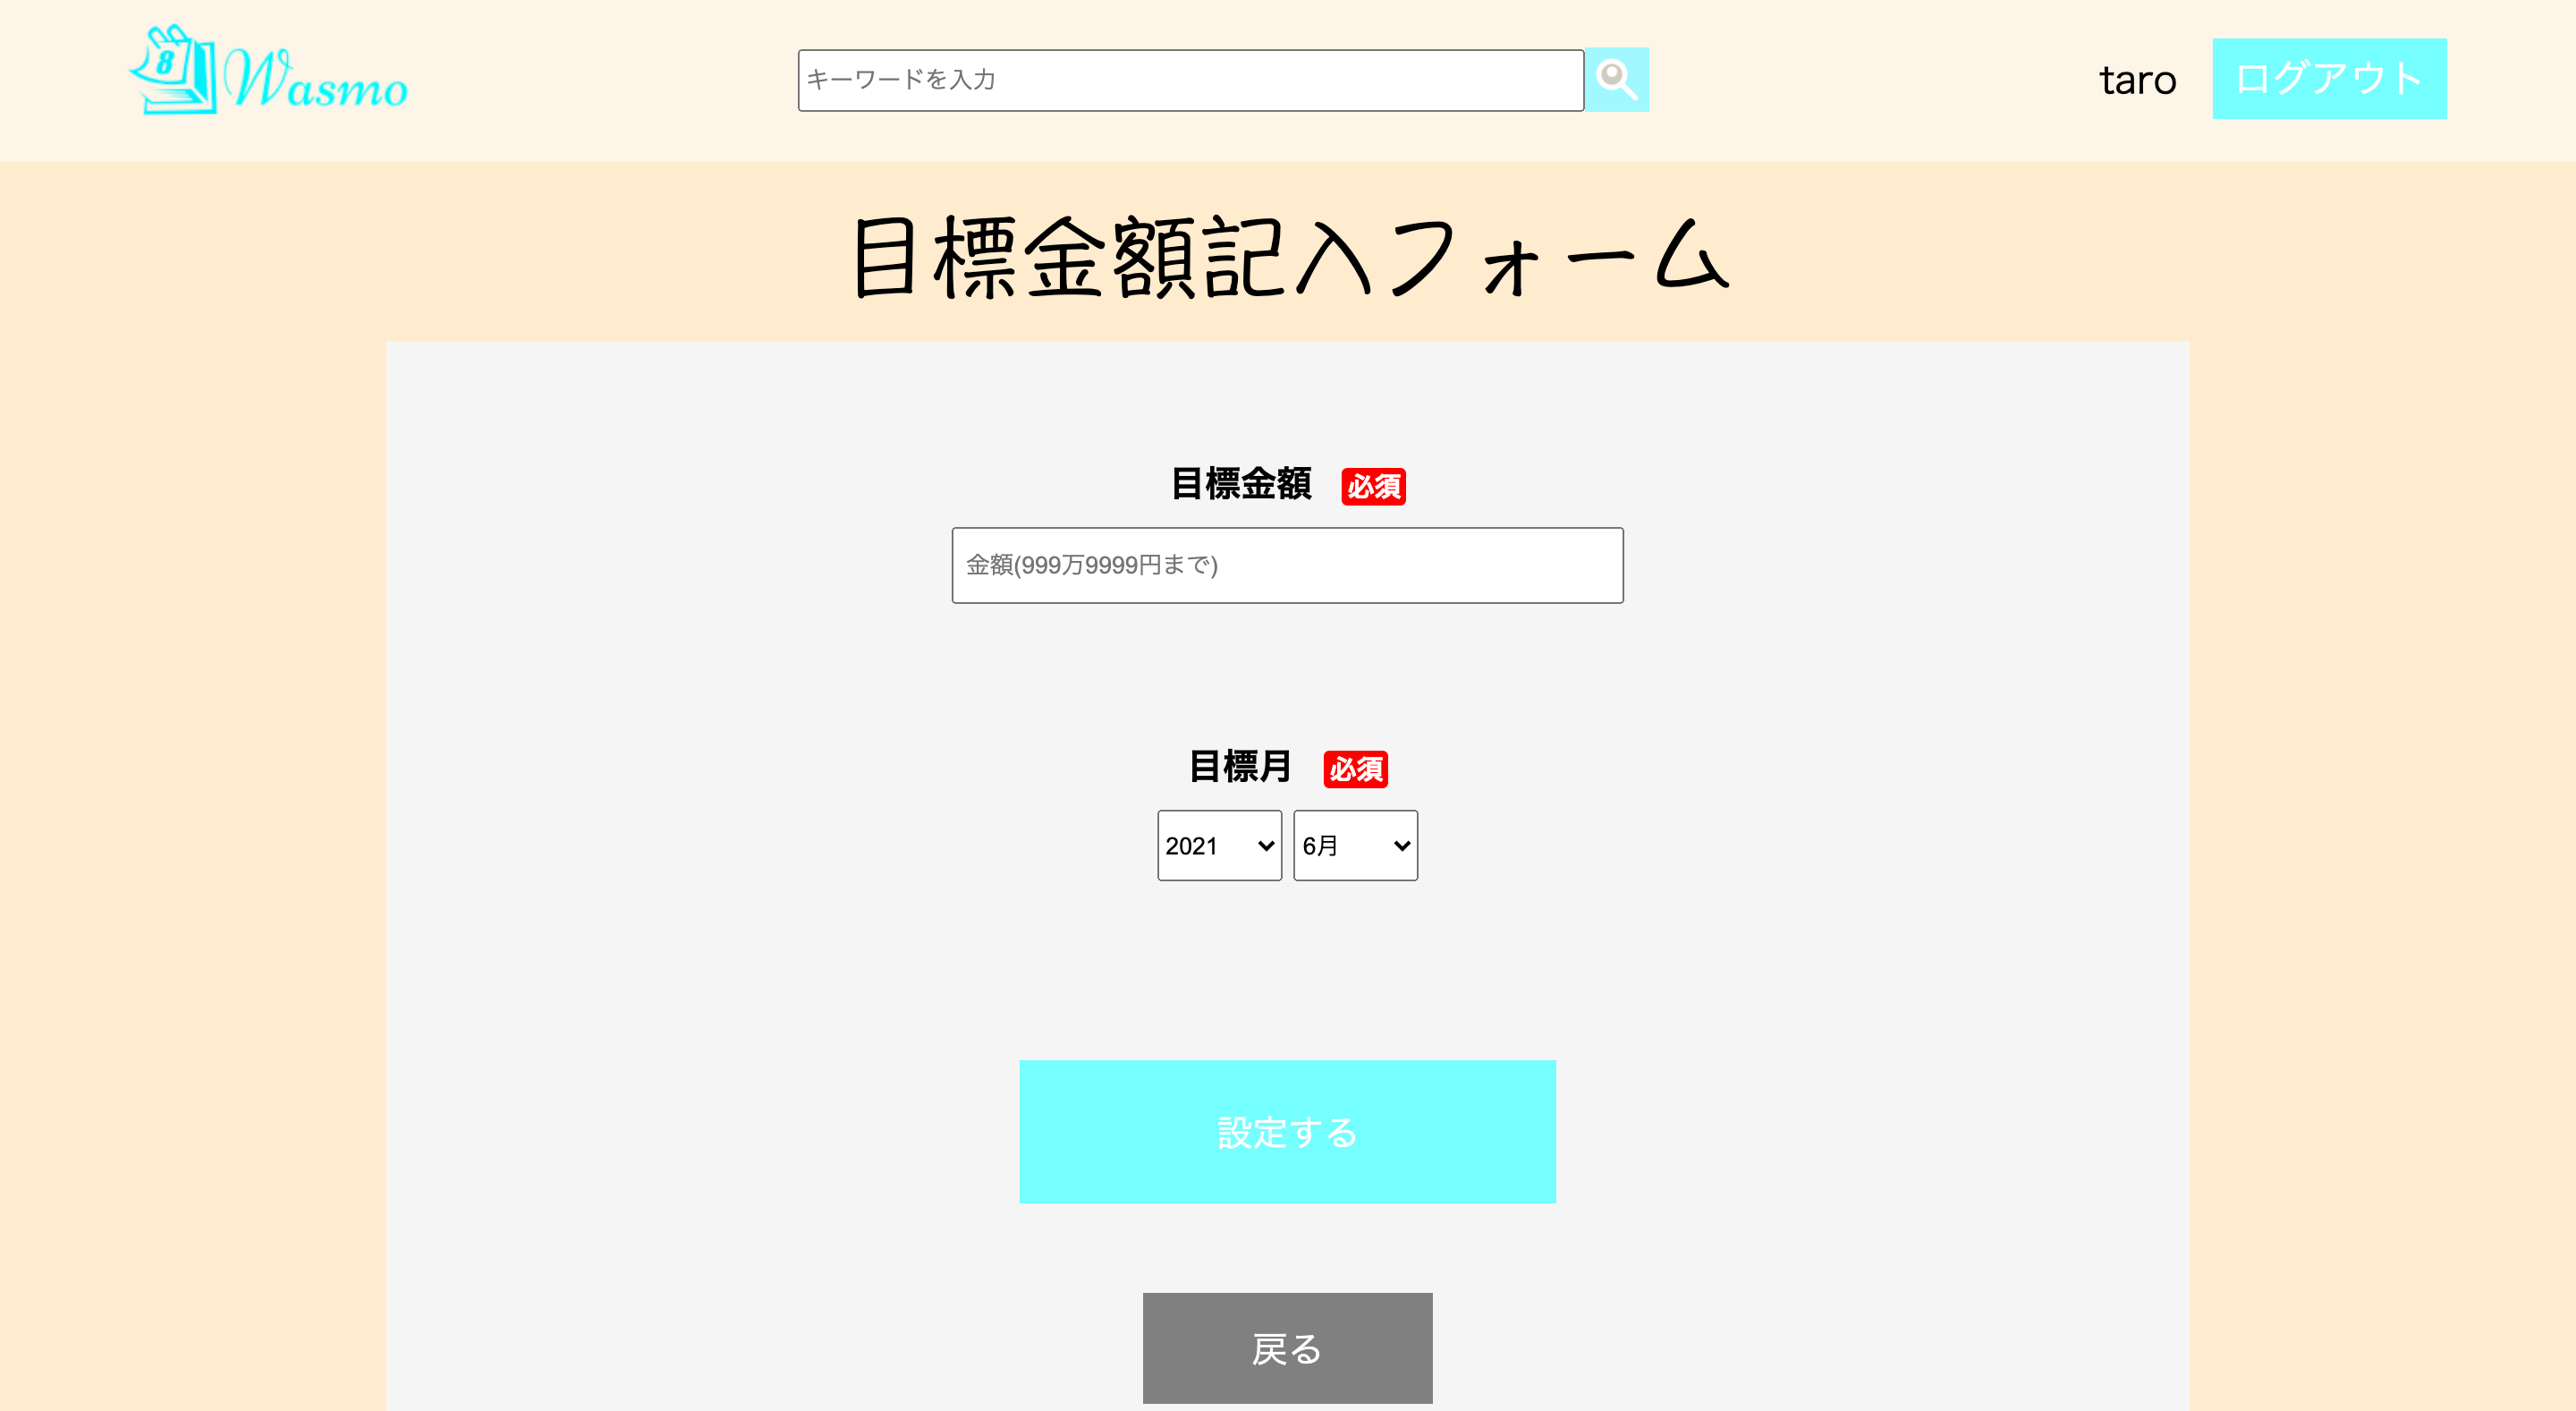 8 Wasmo
キーワードを入力
taro
ログアウト
目標金額記入フォーム
目標金額 必須
金額(999万9999円まで)
目標月 必須
2021 6月
設定する
戻る